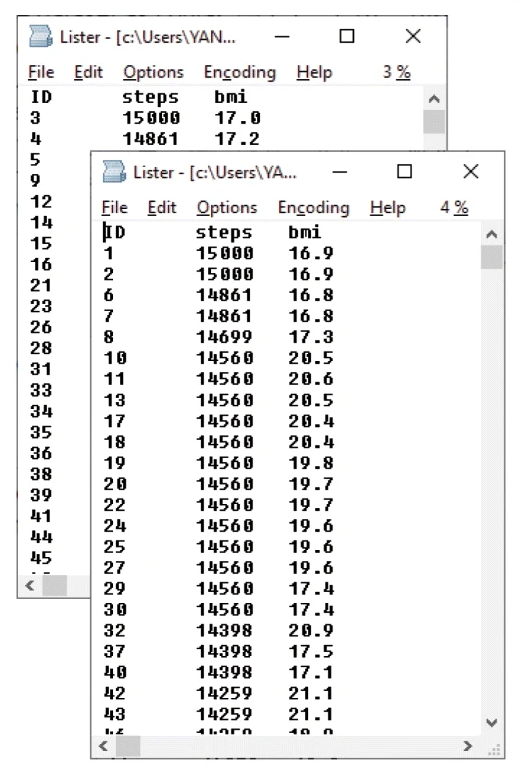 Lister - [c:\Users\YAN...
File Edit Options Encoding Help 3 %
ID steps bmi
3 15000 17.0
4 14861 17.2
5
9
12
14
15
16
21
23
26
28
31
33
34
35
36
38
39
41
44
45
Lister - [c:\Users\YA...
File Edit Options Encoding Help 4 %
ID steps bmi
1 15000 16.9
2 15000 16.9
6 14861 16.8
7 14861 16.8
8 14699 17.3
10 14560 20.5
11 14560 20.6
13 14560 20.5
17 14560 20.4
18 14560 20.4
19 14560 19.8
20 14560 19.7
22 14560 19.7
24 14560 19.6
25 14560 19.6
27 14560 19.6
29 14560 17.4
30 14560 17.4
32 14398 20.9
37 14398 17.5
40 14398 17.1
42 14259 21.1
43 14259 21.1